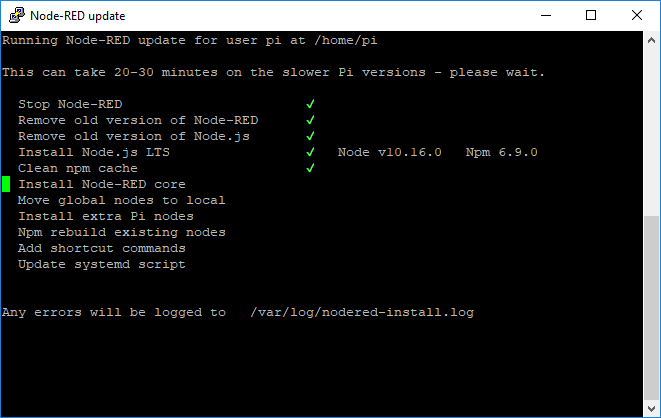 Node-RED update
Running Node-RED update for user pi at /home/pi
This can take 20-30 minutes on the slower Pi versions - please wait.
Stop Node-RED ✓
Remove old version of Node-RED ✓
Remove old version of Node.js ✓
Install Node.js LTS ✓ Node v10.16.0 Npm 6.9.0
Clean npm cache ✓
Install Node-RED core
Move global nodes to local
Install extra Pi nodes
Npm rebuild existing nodes
Add shortcut commands
Update systemd script
Any errors will be logged to /var/log/nodered-install.log